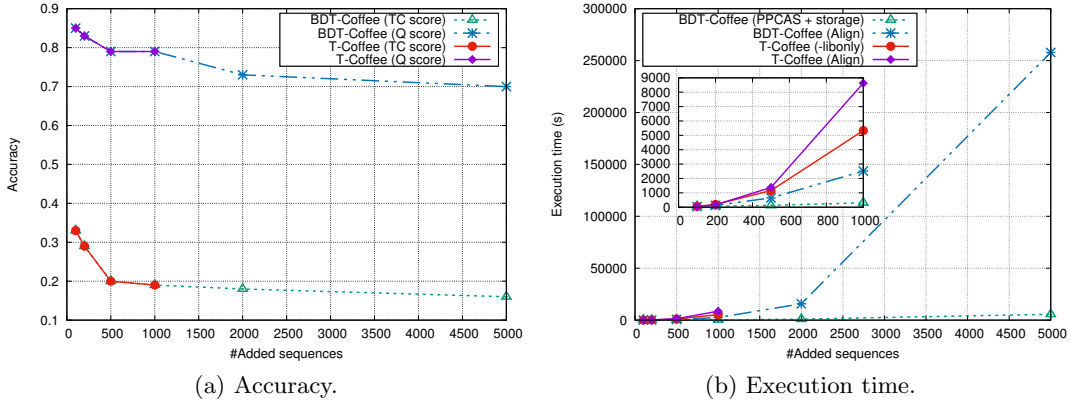 BDT-Coffee (TC score)
BDT-Coffee (Q score)
T-Coffee (TC score)
T-Coffee (Q score)
0.9
0.8
0.7
0.6
0.5
0.4
0.3
0.2
0.1
Accuracy
0 500 1000 1500 2000 2500 3000 3500 4000 4500 5000
#Added sequences
(a) Accuracy.
BDT-Coffee (PPCAS + storage)
BDT-Coffee (Align)
T-Coffee (-libonly)
T-Coffee (Align)
300000
250000
200000
150000
100000
50000
0
Execution time (s)
9000
8000
7000
6000
5000
4000
3000
2000
1000
0
0 200 400 600 800 1000
0 500 1000 1500 2000 2500 3000 3500 4000 4500 5000
#Added sequences
(b) Execution time.